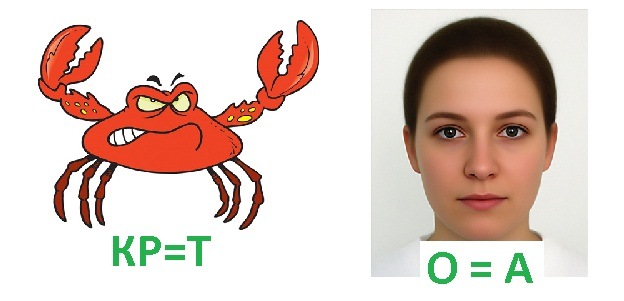 КР=Т
О = А